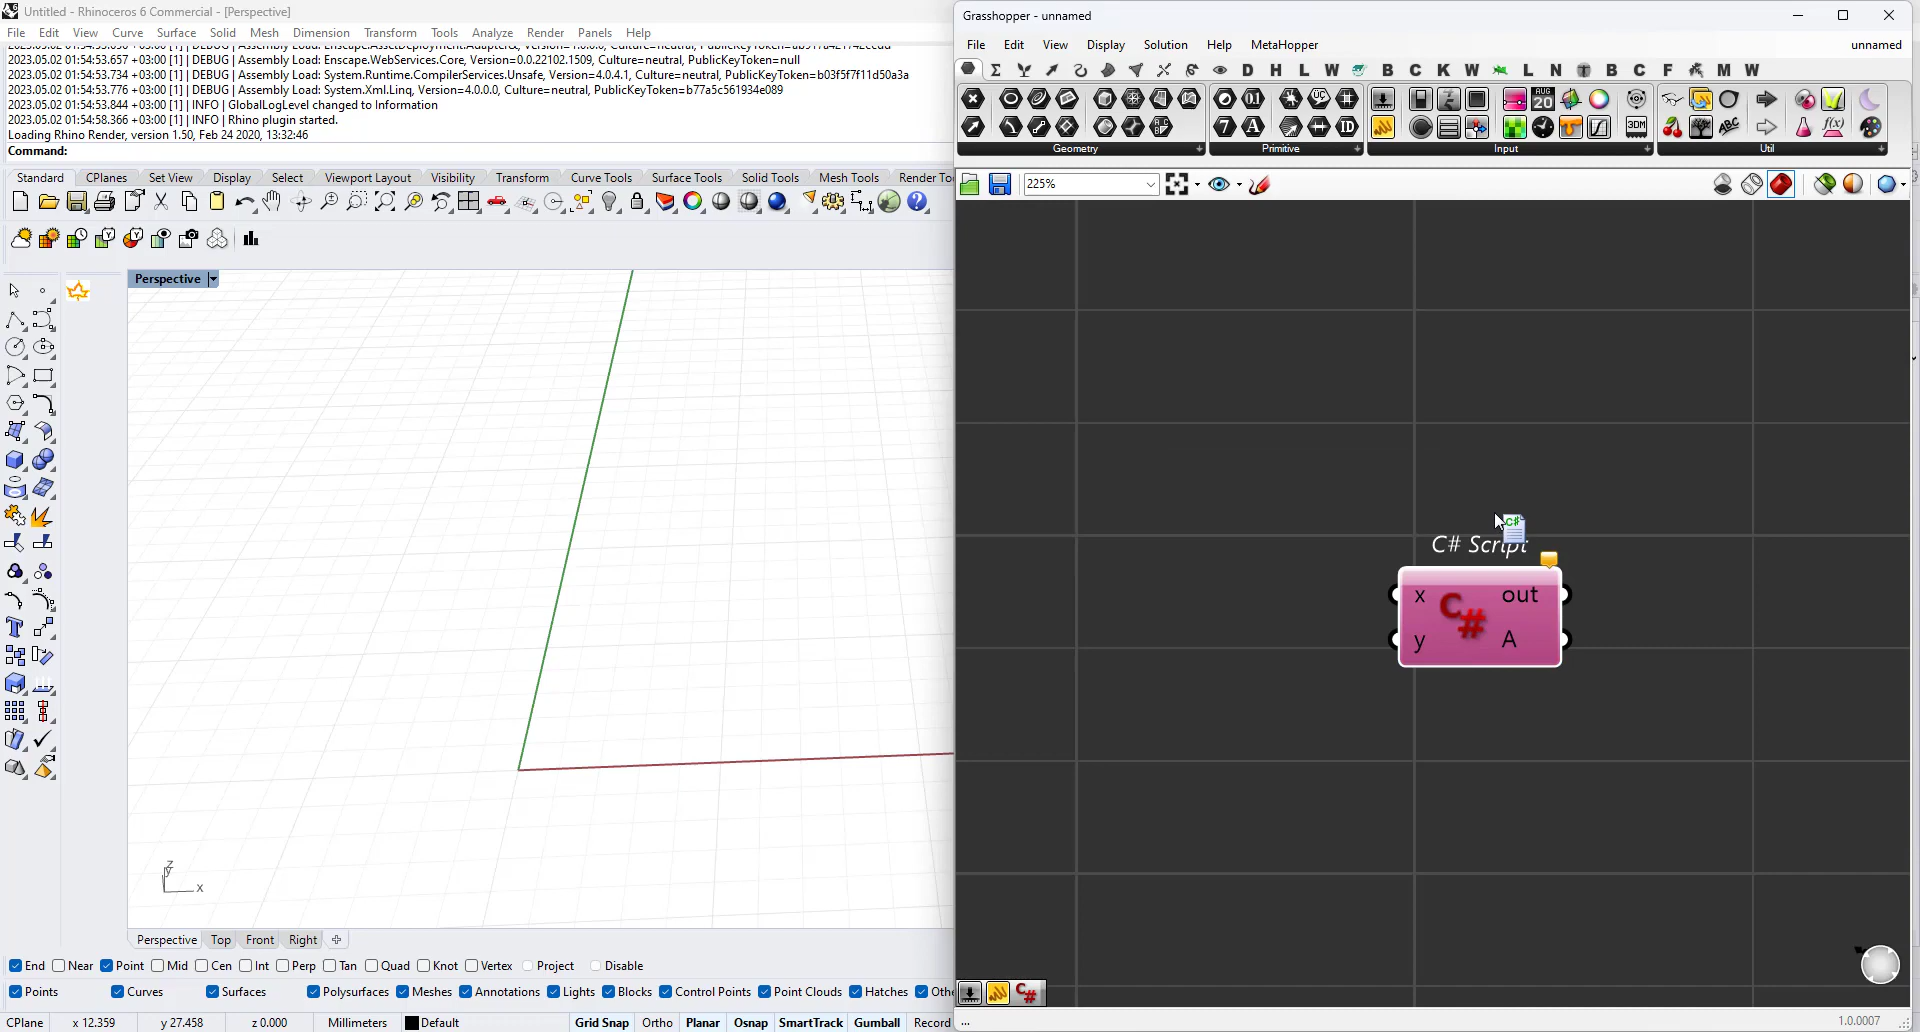 Untitled - Rhinoceros 6 Commercial - [Perspective]
File Edit View Curve Surface Solid Mesh Dimension Transform Tools Analyze Render Panels Help
2023.05.02 01:54:53.657 +03:00 [1] | DEBUG | Assembly Load: Enscape.WebServices.Core, Version=0.0.22102.1509, Culture=neutral, PublicKeyToken=null
2023.05.02 01:54:53.734 +03:00 [1] | DEBUG | Assembly Load: System.Runtime.CompilerServices.Unsafe, Version=4.0.4.1, Culture=neutral, PublicKeyToken=b03f5f7f11d50a3a
2023.05.02 01:54:53.776 +03:00 [1] | DEBUG | Assembly Load: System.Xml.Linq, Version=4.0.0.0, Culture=neutral, PublicKeyToken=b77a5c561934e089
2023.05.02 01:54:53.844 +03:00 [1] | INFO | GlobalLogLevel changed to Information
2023.05.02 01:54:58.366 +03:00 [1] | INFO | Rhino plugin started.
Loading Rhino Render, version 1.50, Feb 24 2020, 13:32:46
Command:
Standard CPlanes Set View Display Select Viewport Layout Visibility Transform Curve Tools Surface Tools Solid Tools Mesh Tools Render To
Perspective
z
y
x
Perspective Top Front Right
End Near Point Mid Cen Int Perp Tan Quad Knot Vertex Project Disable
Points Curves Surfaces Polysurfaces Meshes Annotations Lights Blocks Control Points Point Clouds Hatches Othe
CPlane x 12.359 y 27.458 z 0.000 Millimeters Default Grid Snap Ortho Planar Osnap SmartTrack Gumball Record
Grasshopper - unnamed
File Edit View Display Solution Help MetaHopper unnamed
D H L W B C K W L N B C F M W
Geometry Primitive Input Util
225%
C# Script
x C# out
y A
... 1.0.0007